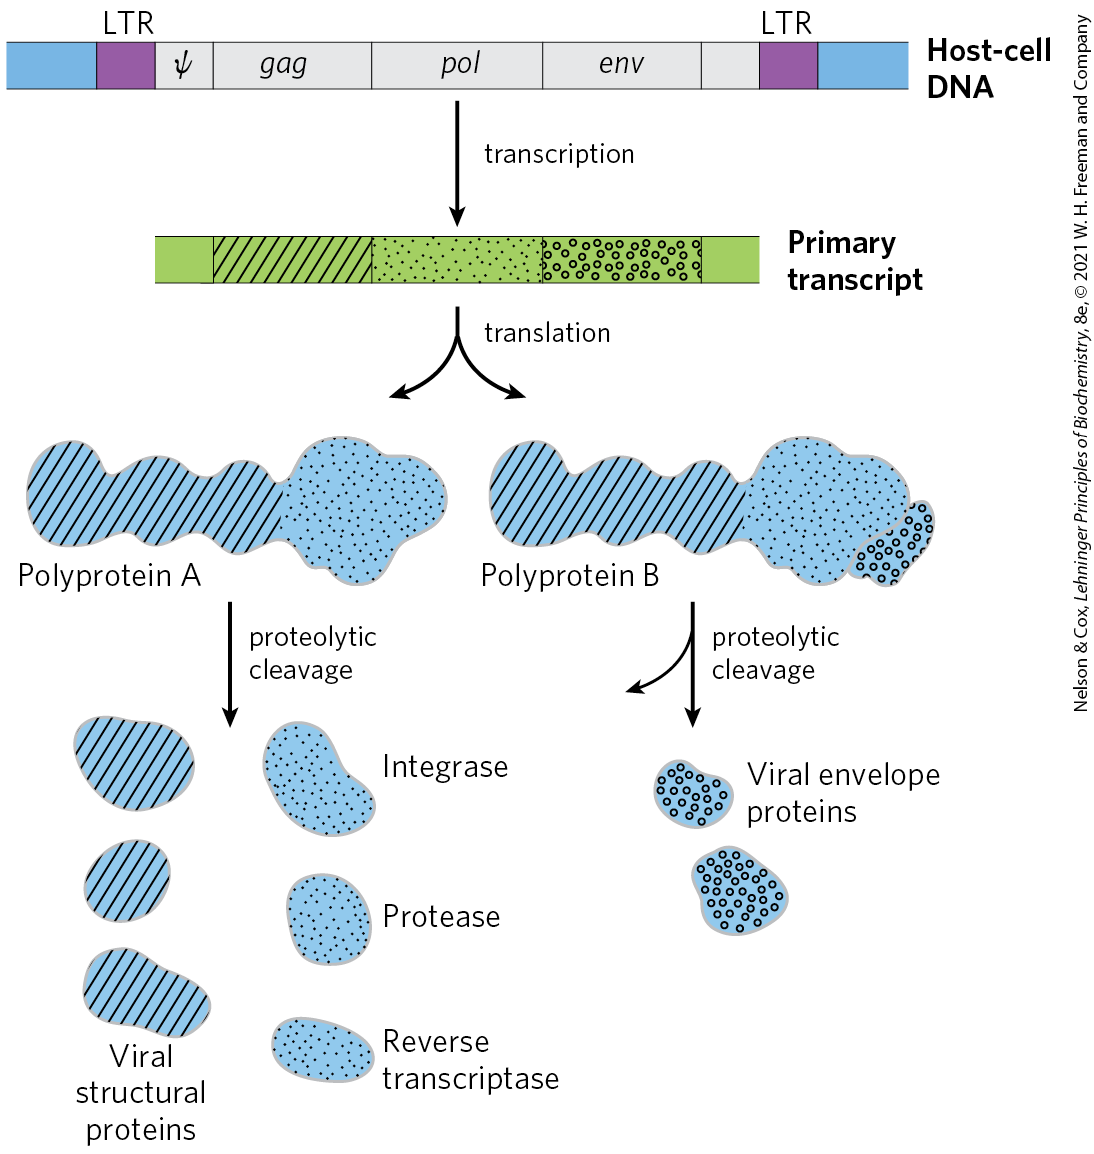 LTR
LTR
ψ
gag
pol
env
Host-cell
DNA
transcription
Primary
transcript
translation
Polyprotein A
Polyprotein B
proteolytic
cleavage
proteolytic
cleavage
Integrase
Viral envelope
proteins
Protease
Reverse
transcriptase
Viral
structural
proteins
Nelson & Cox, Lehninger Principles of Biochemistry, 8e, © 2021 W. H. Freeman and Company